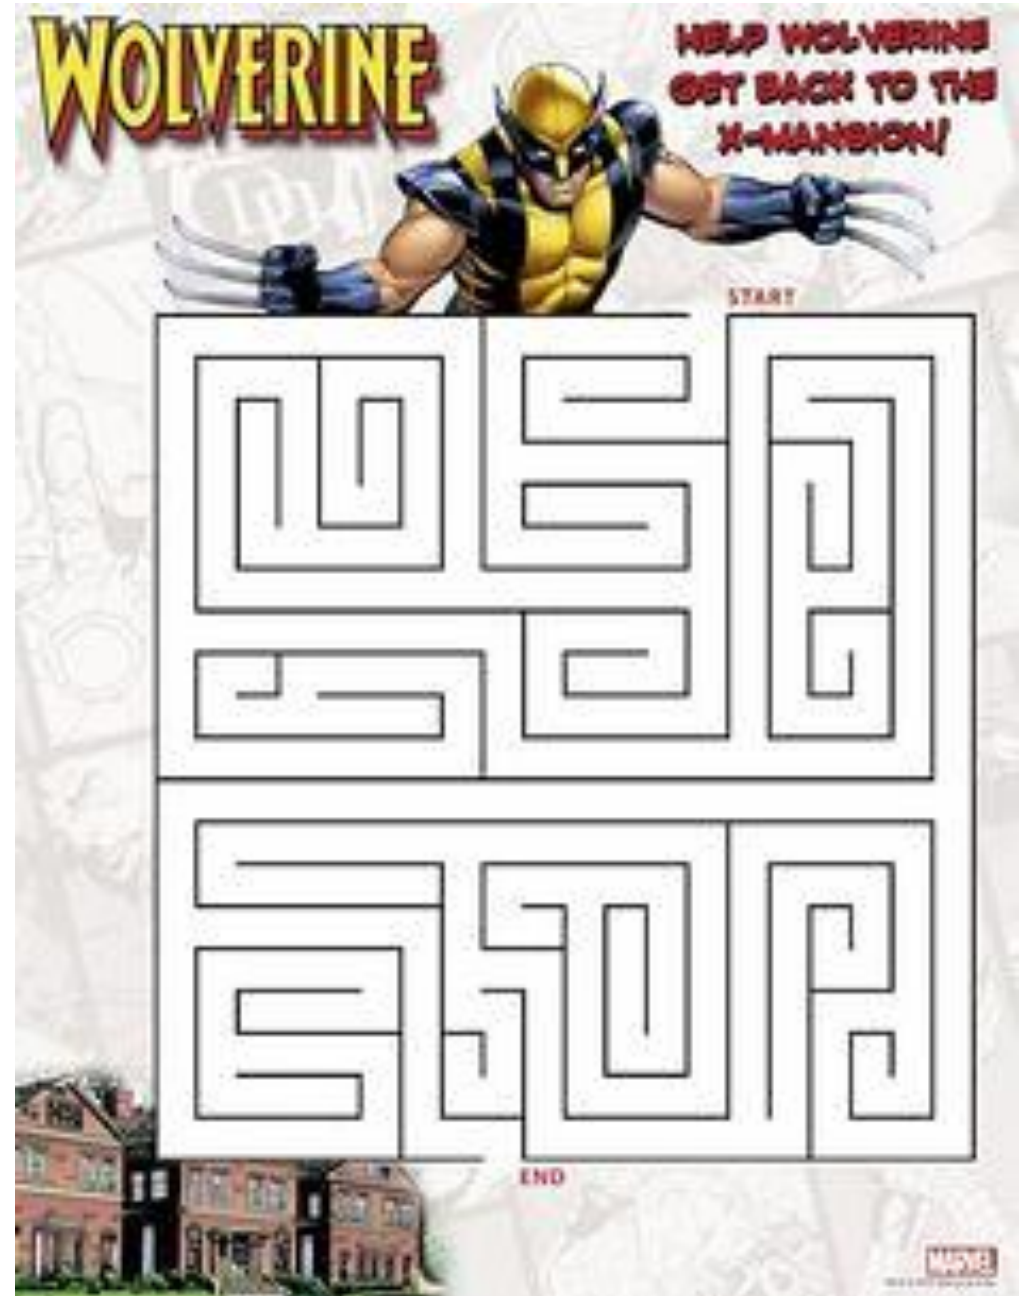 WOLVERINE
HELP WOLVERINE
GET BACK TO THE
X-MANSION!
START
END
MARVEL